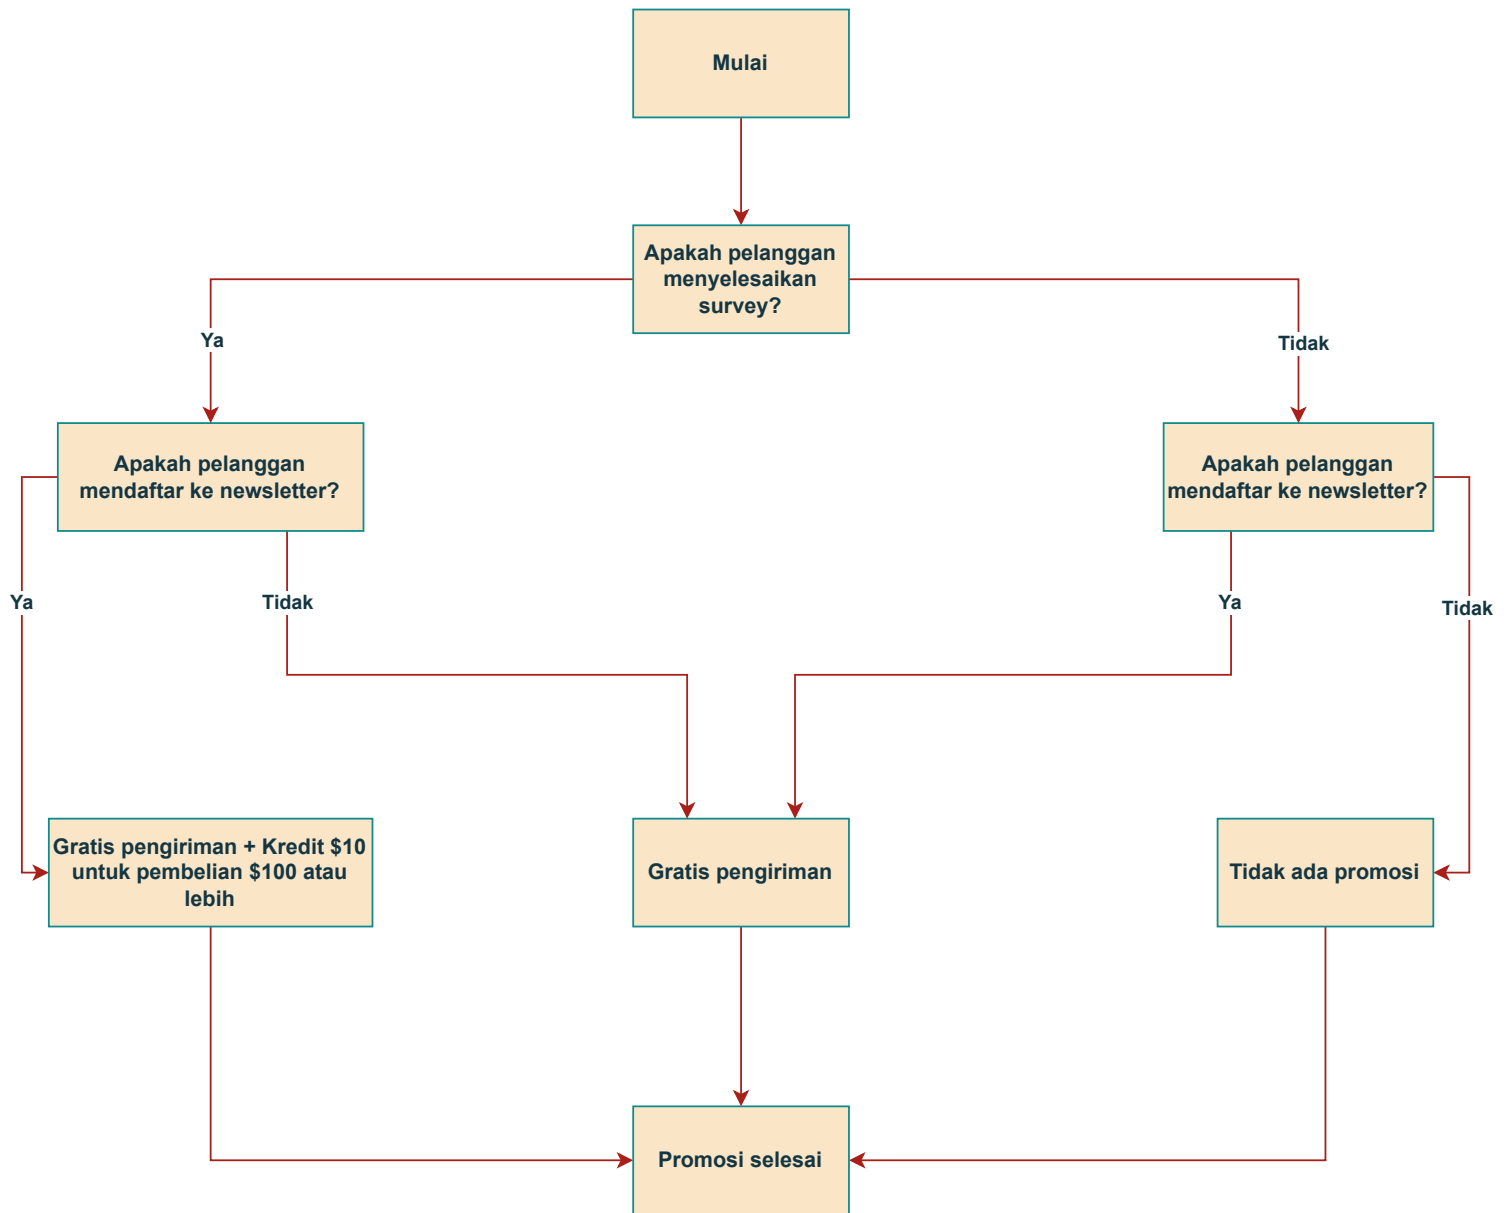 Mulai
Apakah pelanggan
menyelesaikan
survey?
Ya
Tidak
Apakah pelanggan
mendaftar ke newsletter?
Apakah pelanggan
mendaftar ke newsletter?
Ya
Tidak
Ya
Tidak
Gratis pengiriman + Kredit $10
untuk pembelian $100 atau
lebih
Gratis pengiriman
Tidak ada promosi
Promosi selesai